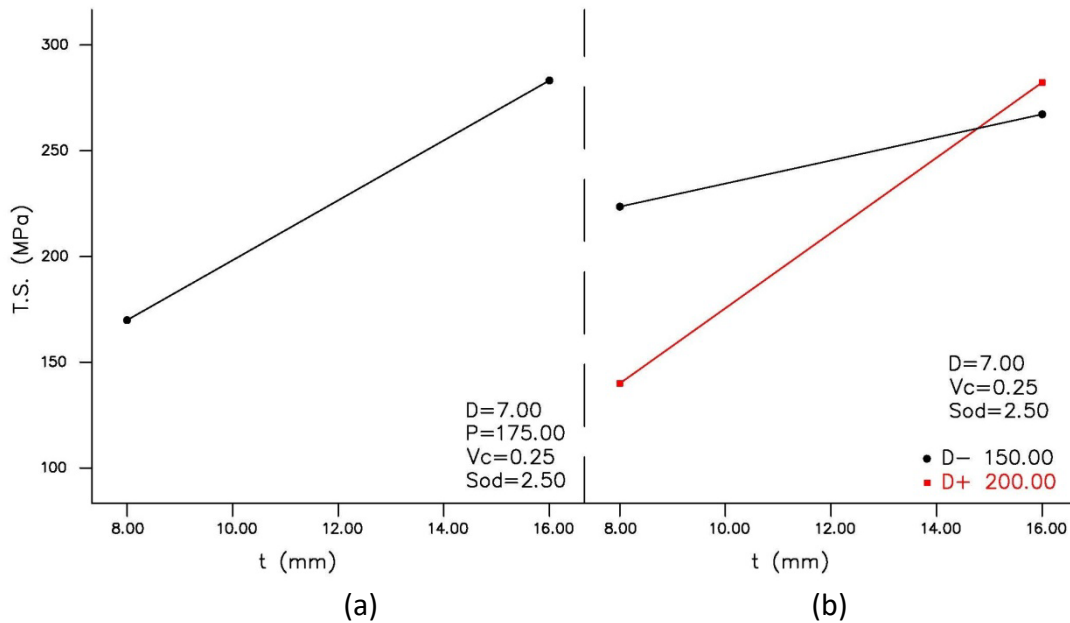 300
250
200
150
100
T.S. (MPa)
D=7.00
P=175.00
Vc=0.25
Sod=2.50
8.00 10.00 12.00 14.00 16.00
t (mm)
(a)
D=7.00
Vc=0.25
Sod=2.50
D− 150.00
D+ 200.00
8.00 10.00 12.00 14.00 16.00
t (mm)
(b)